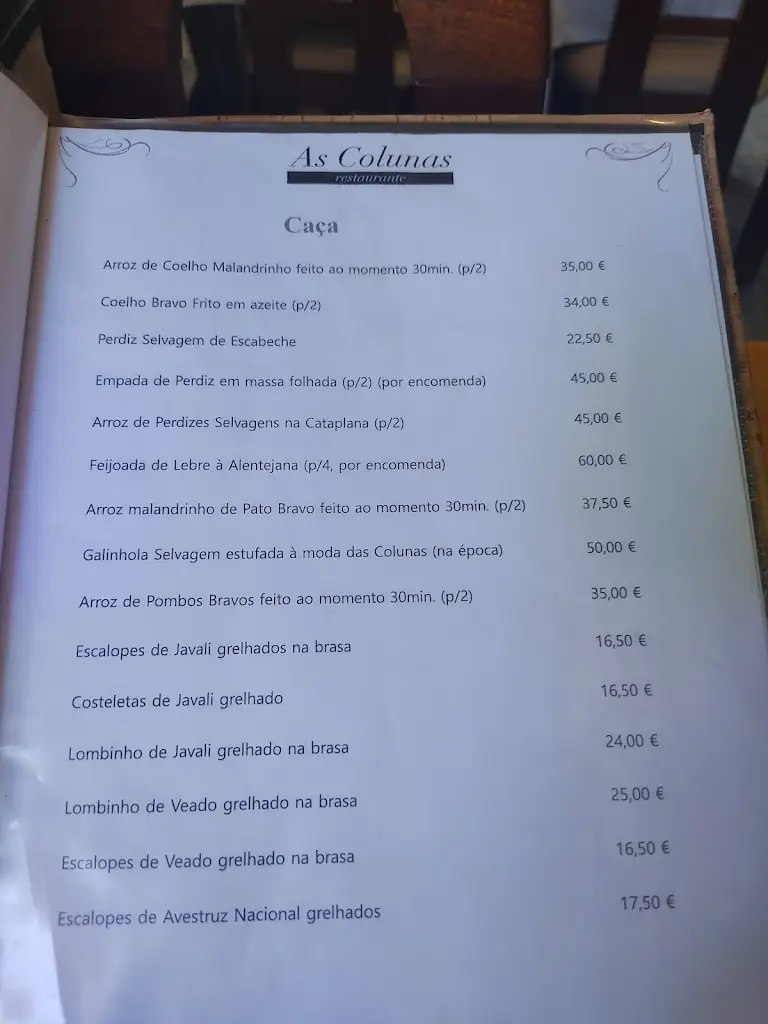 As Colunas
restaurante
Caça
Arroz de Coelho Malandrinho feito ao momento 30min. (p/2) 35,00 €
Coelho Bravo Frito em azeite (p/2) 34,00 €
Perdiz Selvagem de Escabeche 22,50 €
Empada de Perdiz em massa folhada (p/2) (por encomenda) 45,00 €
Arroz de Perdizes Selvagens na Cataplana (p/2) 45,00 €
Feijoada de Lebre à Alentejana (p/4, por encomenda) 60,00 €
Arroz malandrinho de Pato Bravo feito ao momento 30min. (p/2) 37,50 €
Galinhola Selvagem estufada à moda das Colunas (na época) 50,00 €
Arroz de Pombos Bravos feito ao momento 30min. (p/2) 35,00 €
Escalopes de Javali grelhados na brasa 16,50 €
Costeletas de Javali grelhado 16,50 €
Lombinho de Javali grelhado na brasa 24,00 €
Lombinho de Veado grelhado na brasa 25,00 €
Escalopes de Veado grelhado na brasa 16,50 €
Escalopes de Avestruz Nacional grelhados 17,50 €